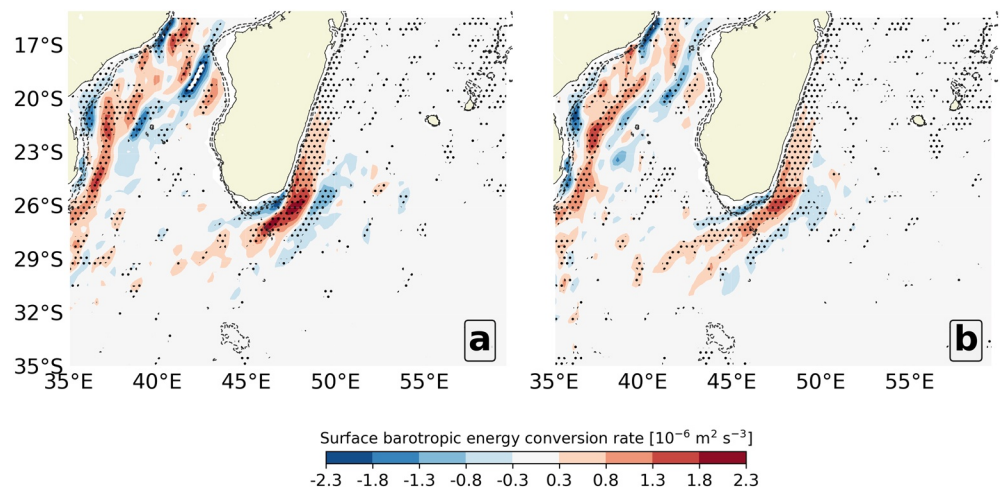 17°S
20°S
23°S
26°S
29°S
32°S
35°S
a
b
35°E 40°E 45°E 50°E 55°E 35°E 40°E 45°E 50°E 55°E
Surface barotropic energy conversion rate [10⁻⁶ m² s⁻³]
-2.3 -1.8 -1.3 -0.8 -0.3 0.3 0.8 1.3 1.8 2.3